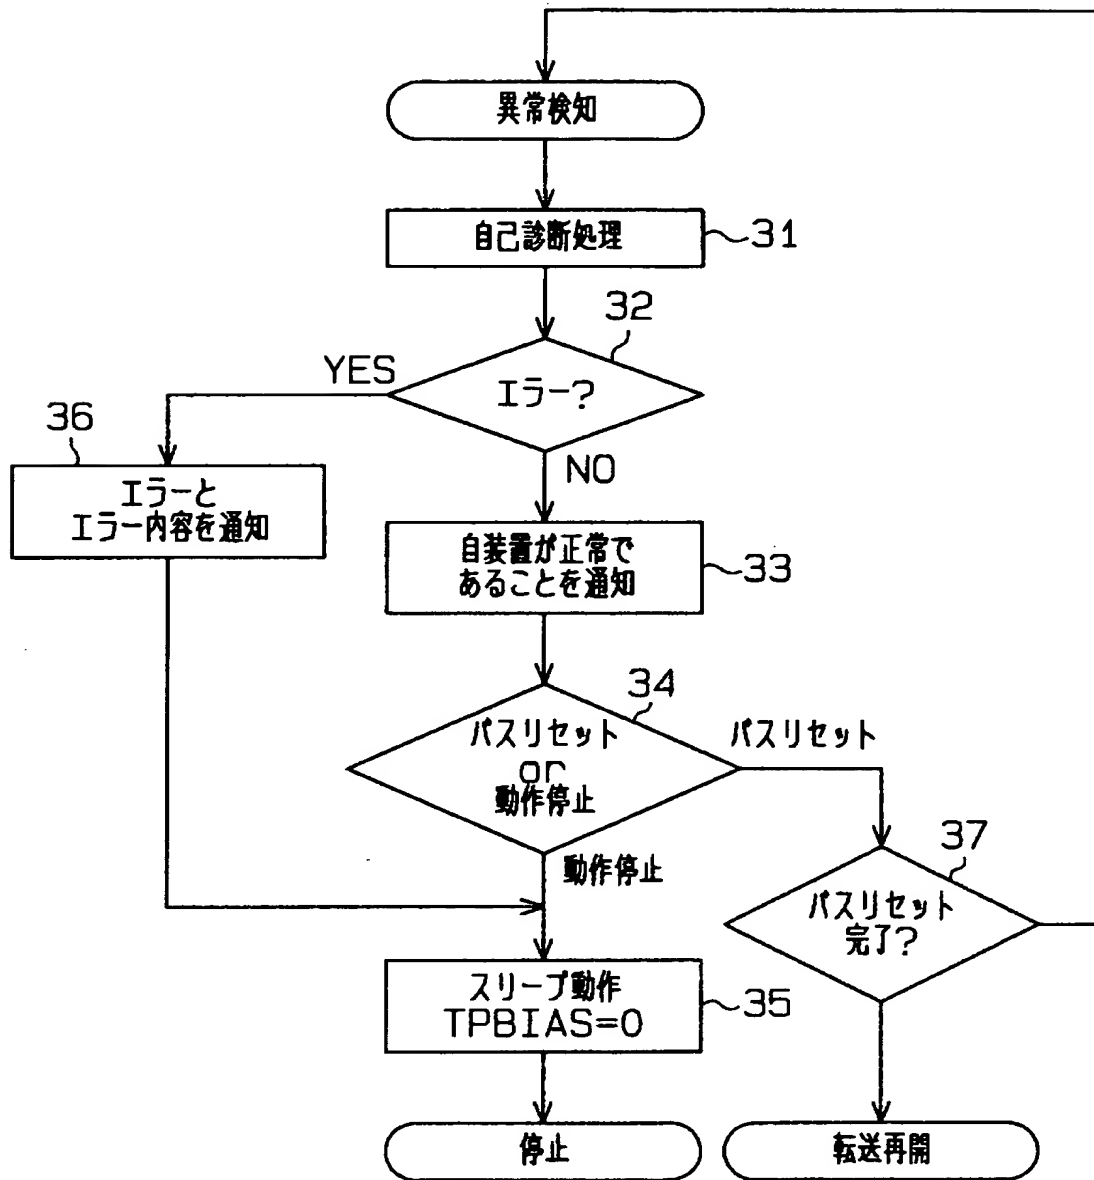 異常検知
自己診断処理
31
32
エラー?
YES
NO
36
エラーと
エラー内容を通知
自装置が正常で
あることを通知
33
34
バスリセット
or
動作停止
バスリセット
動作停止
37
バスリセット
完了?
スリープ動作
TPBIAS=0
35
停止
転送再開